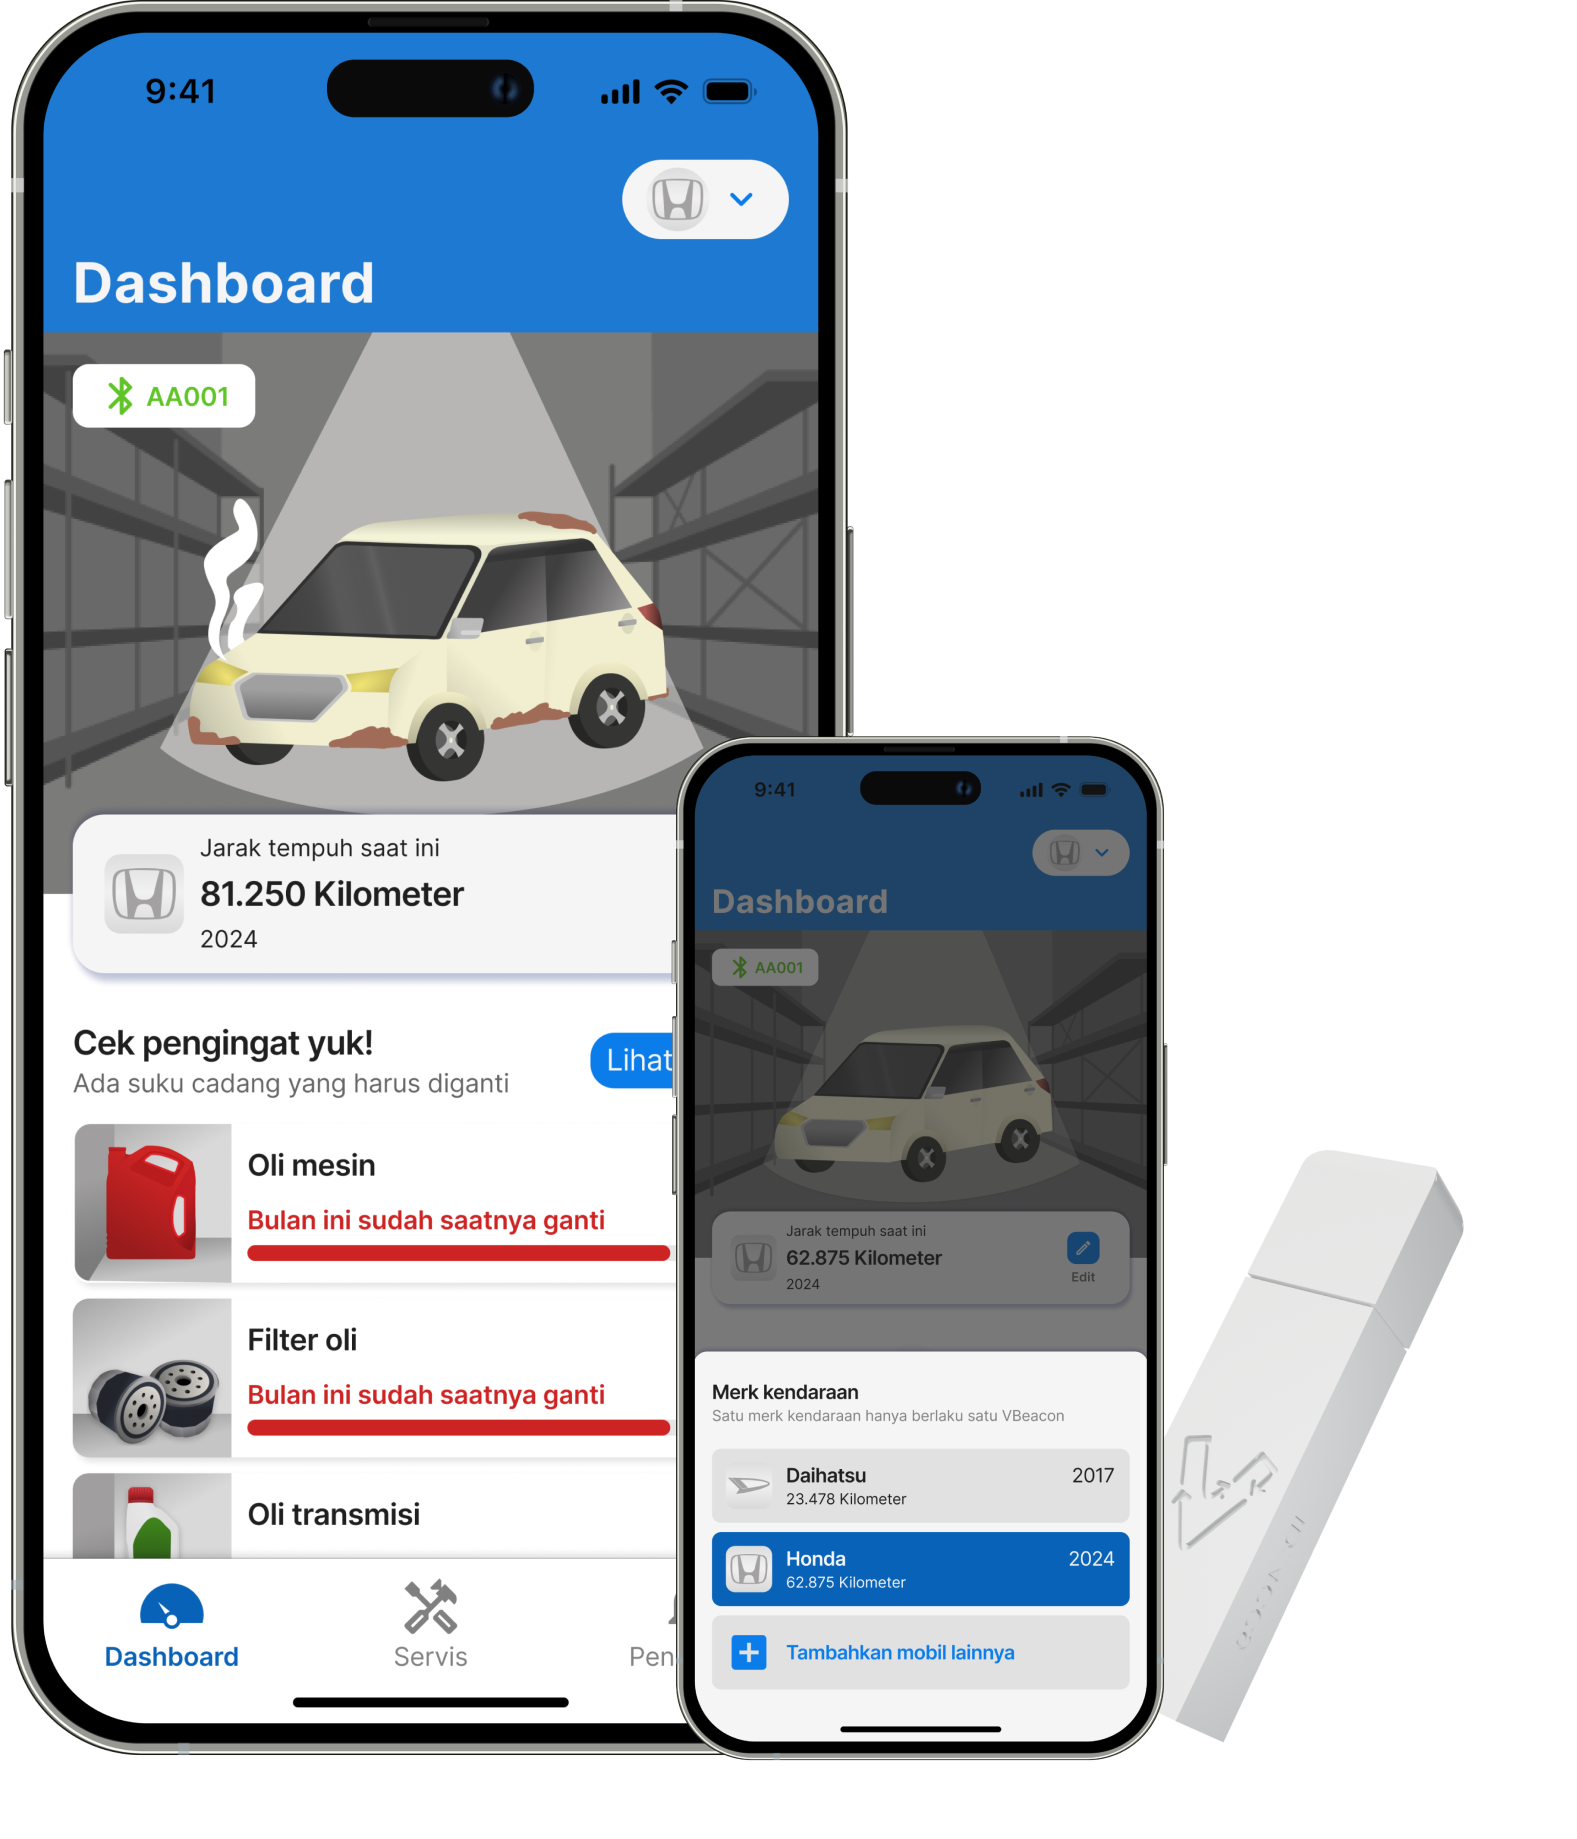 9:41
Dashboard
AA001
Jarak tempuh saat ini
81.250 Kilometer
2024
Cek pengingat yuk!
Lihat
Ada suku cadang yang harus diganti
Oli mesin
Bulan ini sudah saatnya ganti
Filter oli
Bulan ini sudah saatnya ganti
Oli transmisi
Dashboard
Servis
Pen
9:41
Dashboard
AA001
Jarak tempuh saat ini
62.875 Kilometer
2024
Edit
Merk kendaraan
Satu merk kendaraan hanya berlaku satu VBeacon
Daihatsu
2017
23.478 Kilometer
Honda
2024
62.875 Kilometer
Tambahkan mobil lainnya